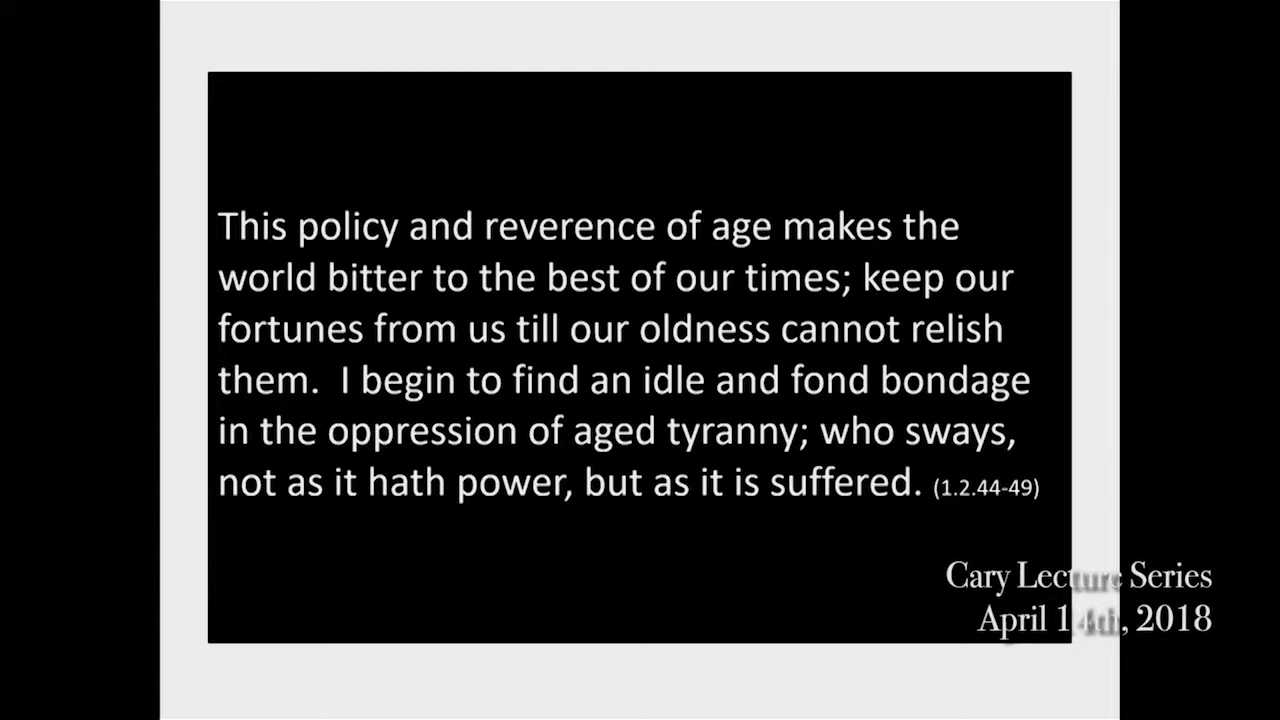 This policy and reverence of age makes the
world bitter to the best of our times; keep our
fortunes from us till our oldness cannot relish
them.  I begin to find an idle and fond bondage
in the oppression of aged tyranny; who sways,
not as it hath power, but as it is suffered. (1.2.44-49)
Cary Lecture Series
April 14th, 2018